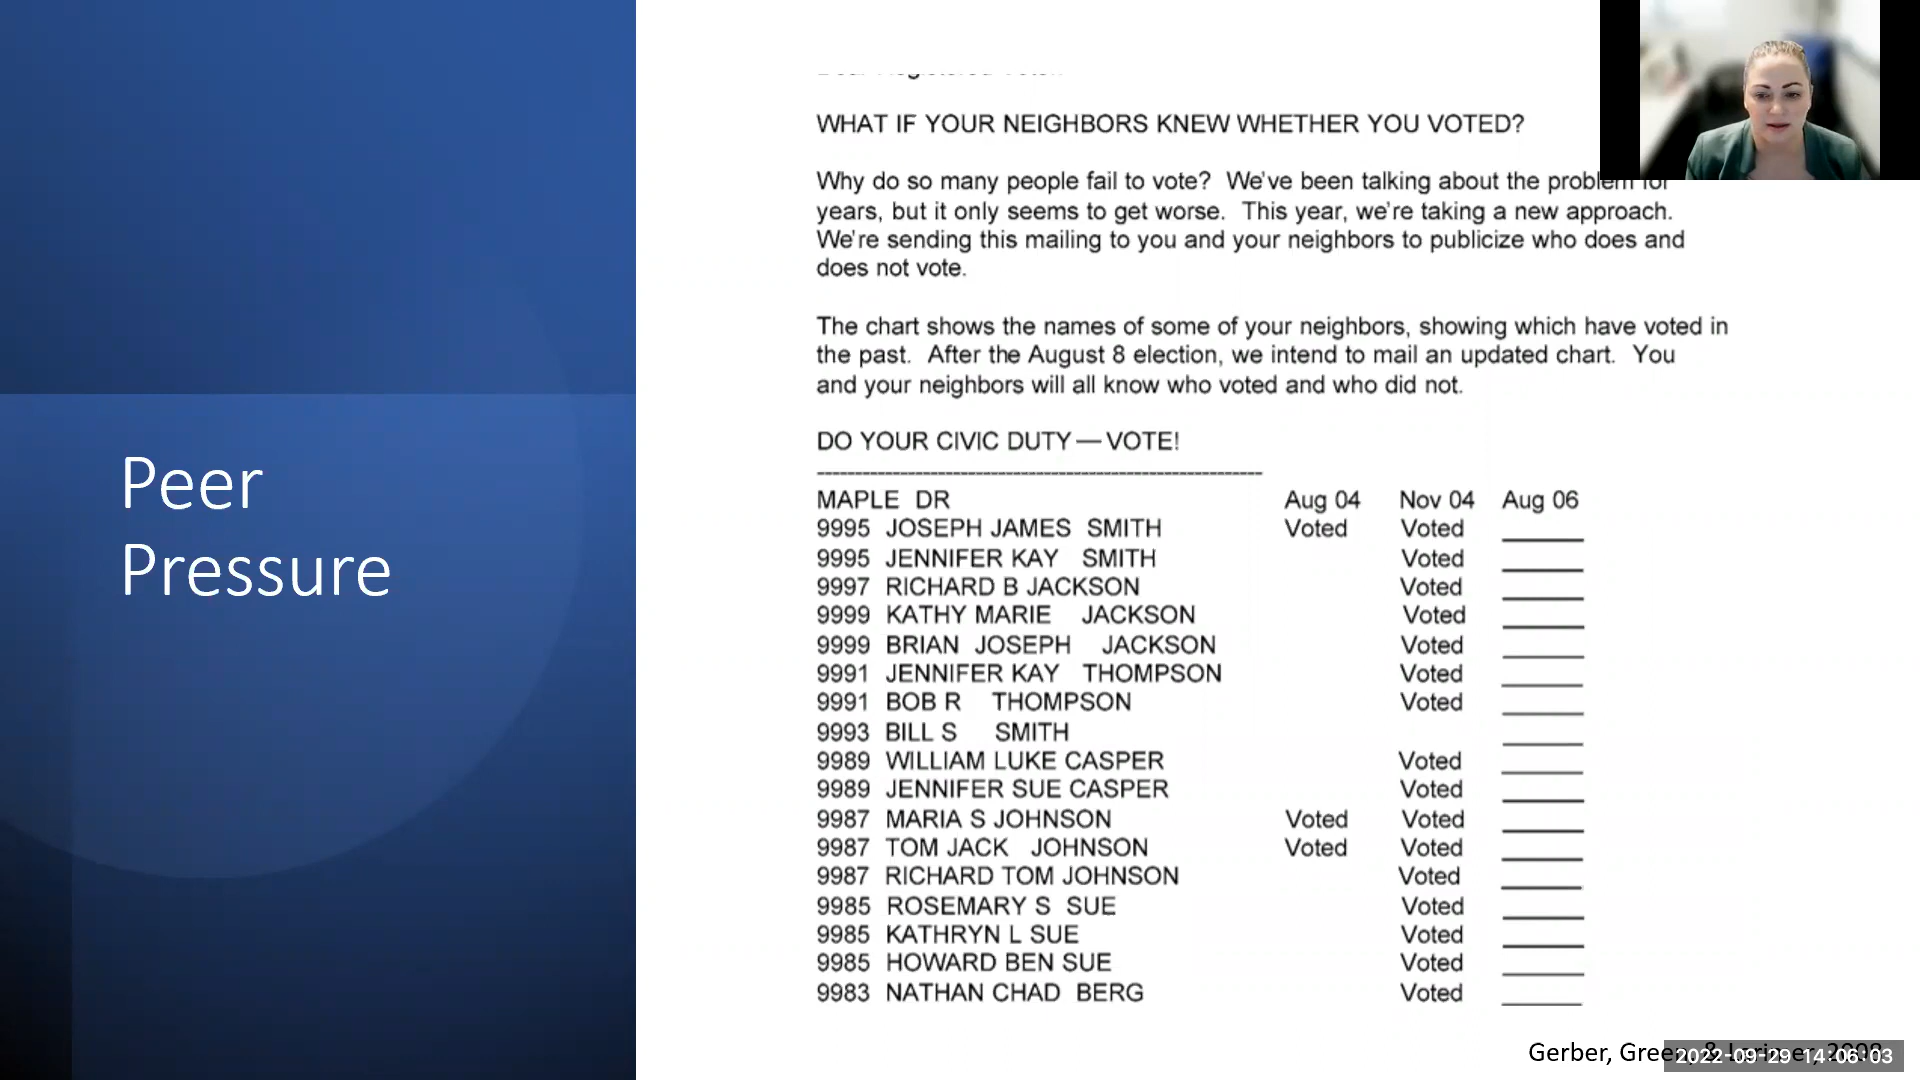 Peer
Pressure
WHAT IF YOUR NEIGHBORS KNEW WHETHER YOU VOTED?
Why do so many people fail to vote? We've been talking about the problem for
years, but it only seems to get worse. This year, we're taking a new approach.
We're sending this mailing to you and your neighbors to publicize who does and
does not vote.
The chart shows the names of some of your neighbors, showing which have voted in
the past. After the August 8 election, we intend to mail an updated chart. You
and your neighbors will all know who voted and who did not.
DO YOUR CIVIC DUTY — VOTE!
MAPLE DR Aug 04 Nov 04 Aug 06
9995 JOSEPH JAMES SMITH Voted Voted
9995 JENNIFER KAY SMITH Voted
9997 RICHARD B JACKSON Voted
9999 KATHY MARIE JACKSON Voted
9999 BRIAN JOSEPH JACKSON Voted
9991 JENNIFER KAY THOMPSON Voted
9991 BOB R THOMPSON Voted
9993 BILL S SMITH
9989 WILLIAM LUKE CASPER Voted
9989 JENNIFER SUE CASPER Voted
9987 MARIA S JOHNSON Voted Voted
9987 TOM JACK JOHNSON Voted Voted
9987 RICHARD TOM JOHNSON Voted
9985 ROSEMARY S SUE Voted
9985 KATHRYN L SUE Voted
9985 HOWARD BEN SUE Voted
9983 NATHAN CHAD BERG Voted
Gerber,
2022-09-29 14:06:03